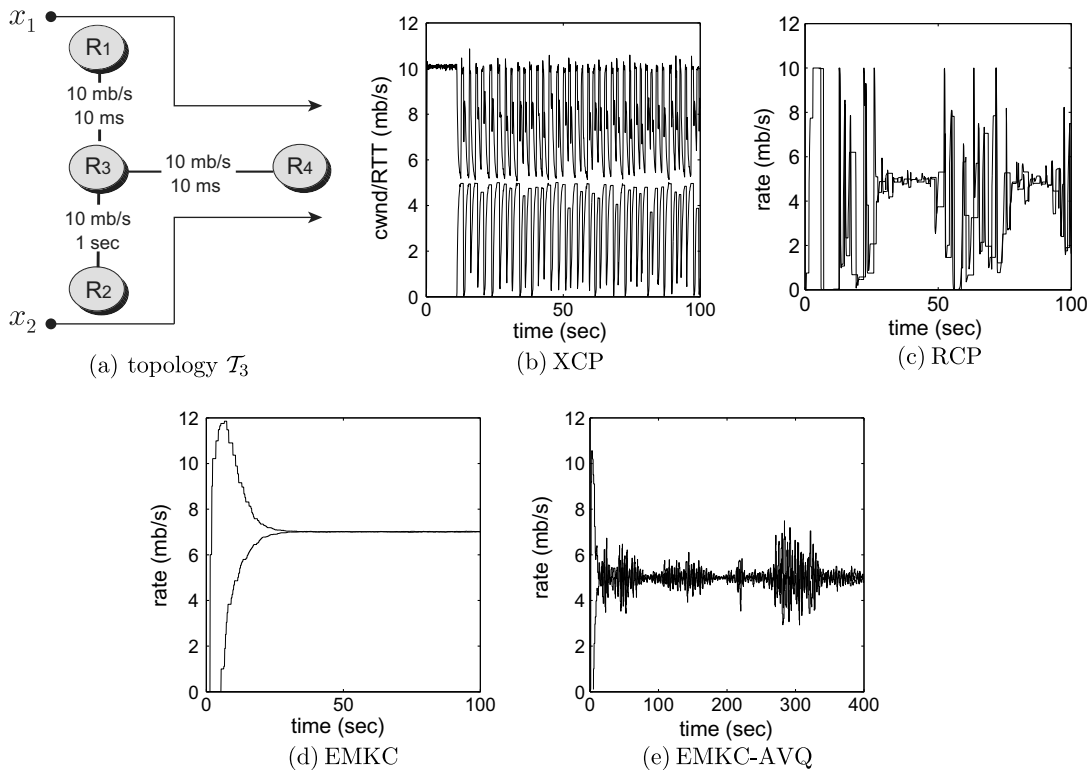 x₁
R1
10 mb/s
10 ms
R3
10 mb/s
10 ms
R4
10 mb/s
1 sec
R2
x₂
(a) topology 𝒯₃
cwnd/RTT (mb/s)
12
10
8
6
4
2
0
0 50 100
time (sec)
(b) XCP
rate (mb/s)
12
10
8
6
4
2
0
0 50 100
time (sec)
(c) RCP
rate (mb/s)
12
10
8
6
4
2
0
0 50 100
time (sec)
(d) EMKC
rate (mb/s)
12
10
8
6
4
2
0
0 100 200 300 400
time (sec)
(e) EMKC-AVQ